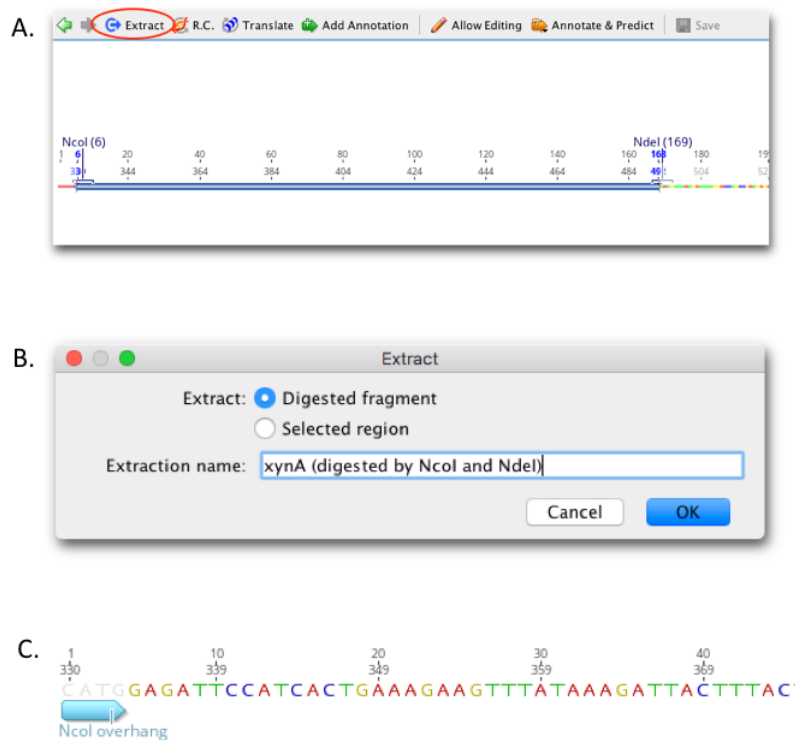 A.
Extract R.C. Translate Add Annotation Allow Editing Annotate & Predict Save
NcoI (6) NdeI (169)
1 6 20 40 60 80 100 120 140 160 168 180
344 364 384 404 424 444 464 484 504
B.
Extract
Extract: Digested fragment
Selected region
Extraction name: xynA (digested by NcoI and NdeI)
Cancel OK
C.
1 10 20 30 40
330 339 349 359 369
CATGGAGATTCCATCACTGAAAGAAGTTTATAAAGATTACTTTAC
NcoI overhang